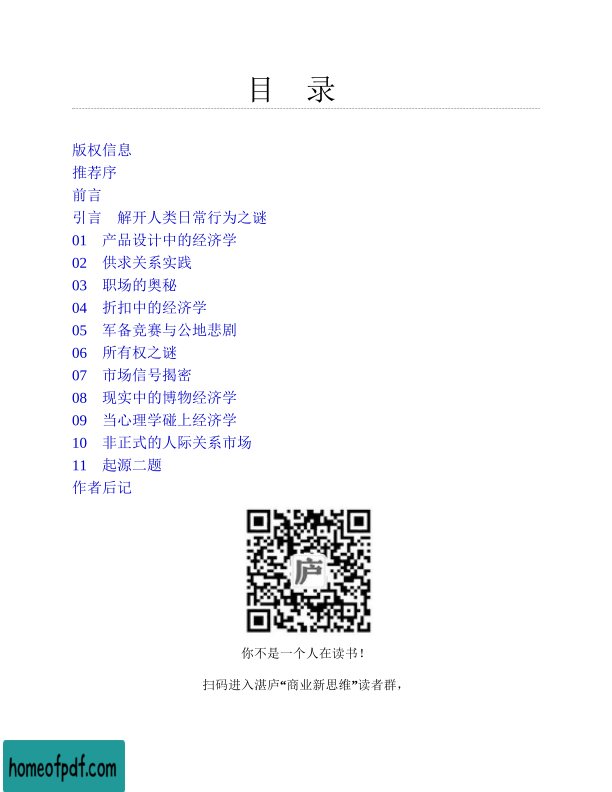 目 录
版权信息
推荐序
前言
引言 解开人类日常行为之谜
01 产品设计中的经济学
02 供求关系实践
03 职场的奥秘
04 折扣中的经济学
05 军备竞赛与公地悲剧
06 所有权之谜
07 市场信号揭密
08 现实中的博物经济学
09 当心理学碰上经济学
10 非正式的人际关系市场
11 起源二题
作者后记
庐
你不是一个人在读书!
扫码进入湛庐“商业新思维”读者群，
homeofpdf.com